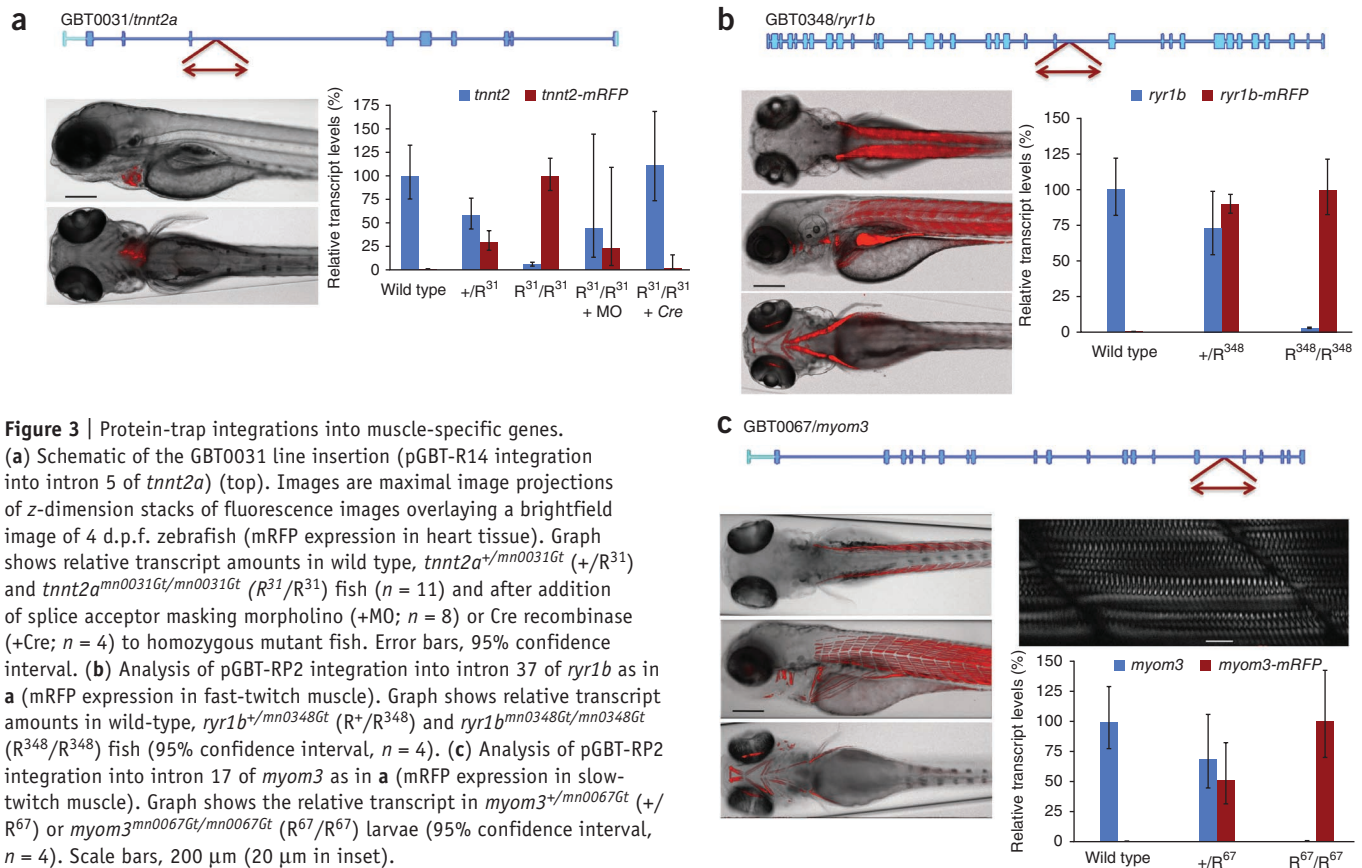 a
GBT0031/tnnt2a
Relative transcript levels (%)
175
150
125
100
75
50
25
0
tnnt2
tnnt2-mRFP
Wild type
+/R³¹
R³¹/R³¹
R³¹/R³¹
+ MO
R³¹/R³¹
+ Cre
b
GBT0348/ryr1b
Relative transcript levels (%)
150
125
100
75
50
25
0
ryr1b
ryr1b-mRFP
Wild type
+/R³⁴⁸
R³⁴⁸/R³⁴⁸
Figure 3 | Protein-trap integrations into muscle-specific genes.
(a) Schematic of the GBT0031 line insertion (pGBT-R14 integration
into intron 5 of tnnt2a) (top). Images are maximal image projections
of z-dimension stacks of fluorescence images overlaying a brightfield
image of 4 d.p.f. zebrafish (mRFP expression in heart tissue). Graph
shows relative transcript amounts in wild type, tnnt2a+/mn0031Gt (+/R³¹)
and tnnt2amn0031Gt/mn0031Gt (R³¹/R³¹) fish (n = 11) and after addition
of splice acceptor masking morpholino (+MO; n = 8) or Cre recombinase
(+Cre; n = 4) to homozygous mutant fish. Error bars, 95% confidence
interval. (b) Analysis of pGBT-RP2 integration into intron 37 of ryr1b as in
a (mRFP expression in fast-twitch muscle). Graph shows relative transcript
amounts in wild-type, ryr1b+/mn0348Gt (R⁺/R³⁴⁸) and ryr1bmn0348Gt/mn0348Gt
(R³⁴⁸/R³⁴⁸) fish (95% confidence interval, n = 4). (c) Analysis of pGBT-RP2
integration into intron 17 of myom3 as in a (mRFP expression in slow-
twitch muscle). Graph shows the relative transcript in myom3+/mn0067Gt (+/
R⁶⁷) or myom3mn0067Gt/mn0067Gt (R⁶⁷/R⁶⁷) larvae (95% confidence interval,
n = 4). Scale bars, 200 μm (20 μm in inset).
c
GBT0067/myom3
Relative transcript levels (%)
150
125
100
75
50
25
0
myom3
myom3-mRFP
Wild type
+/R⁶⁷
R⁶⁷/R⁶⁷